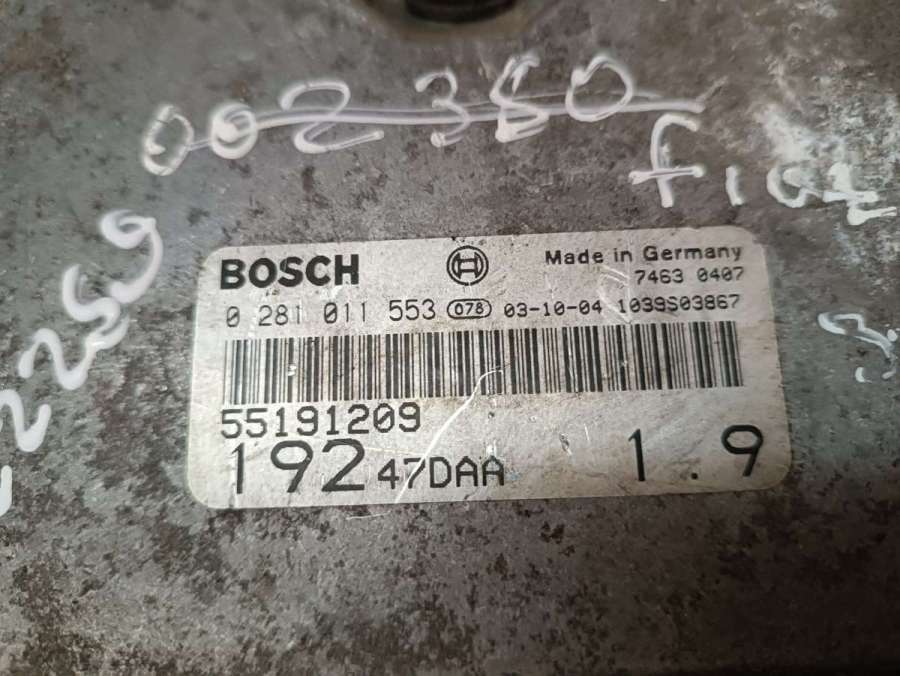 002380
BOSCH
Made in Germany
7463 0407
0 281 011 553 078 03-10-04 1039S03867
55191209
192 47DAA 1.9